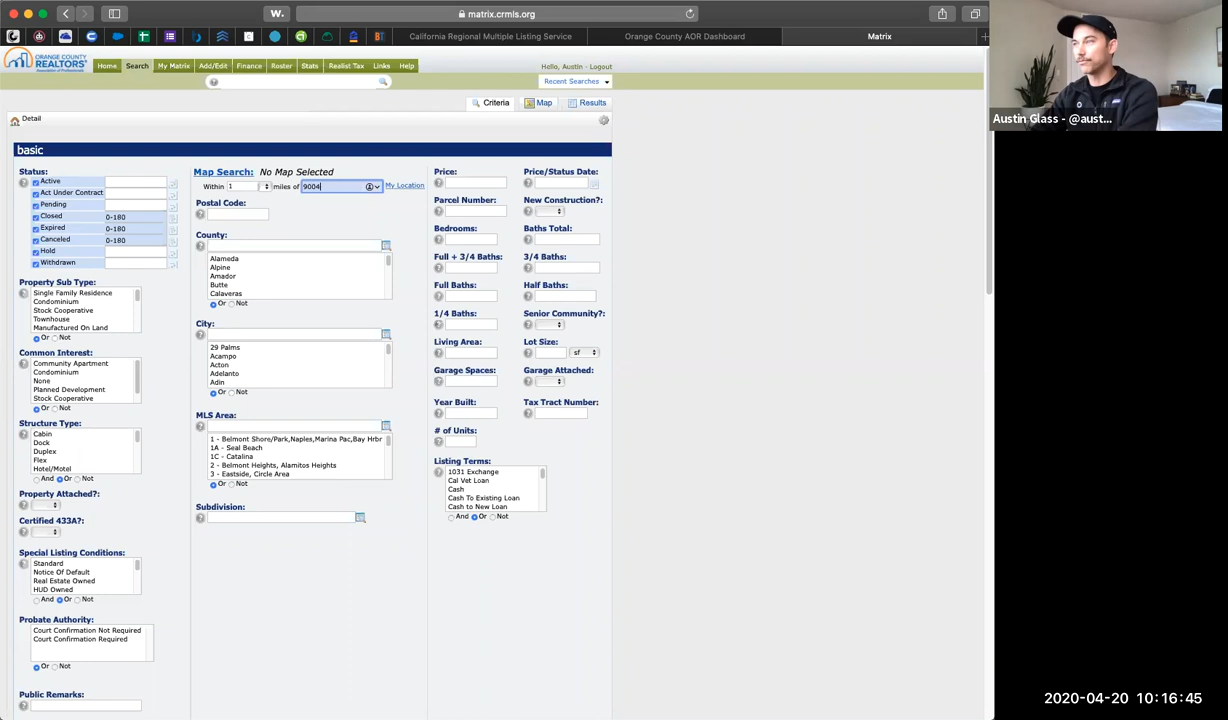 W.
matrix.crmls.org
California Regional Multiple Listing Service
Orange County AOR Dashboard
Matrix
ORANGE COUNTY
REALTORS
Home Search My Matrix Add/Edit Finance Roster Stats Realist Tax Links Help
Hello, Austin - Logout
Recent Searches
Criteria Map Results
Detail
basic
Status:
Active
Act Under Contract
Pending
Closed 0-180
Expired 0-180
Canceled 0-180
Hold
Withdrawn
Property Sub Type:
Single Family Residence
Condominium
Stock Cooperative
Townhouse
Manufactured On Land
Or Not
Common Interest:
Community Apartment
Condominium
None
Planned Development
Stock Cooperative
Or Not
Structure Type:
Cabin
Dock
Duplex
Flex
Hotel/Motel
And Or Not
Property Attached?:
Certified 433A?:
Special Listing Conditions:
Standard
Notice Of Default
Real Estate Owned
HUD Owned
And Or Not
Probate Authority:
Court Confirmation Not Required
Court Confirmation Required
Or Not
Public Remarks:
Map Search: No Map Selected
Within 1 miles of 9004 My Location
Postal Code:
County:
Alameda
Alpine
Amador
Butte
Calaveras
Or Not
City:
29 Palms
Acampo
Acton
Adelanto
Adin
Or Not
MLS Area:
1 - Belmont Shore/Park,Naples,Marina Pac,Bay Hrbr
1A - Seal Beach
1C - Catalina
2 - Belmont Heights, Alamitos Heights
3 - Eastside, Circle Area
Or Not
Subdivision:
Price: Price/Status Date:
Parcel Number: New Construction?:
Bedrooms: Baths Total:
Full + 3/4 Baths: 3/4 Baths:
Full Baths: Half Baths:
1/4 Baths: Senior Community?:
Living Area: Lot Size:
sf
Garage Spaces: Garage Attached:
Year Built: Tax Tract Number:
# of Units:
Listing Terms:
1031 Exchange
Cal Vet Loan
Cash
Cash To Existing Loan
Cash to New Loan
And Or Not
Austin Glass - @aust...
2020-04-20 10:16:45